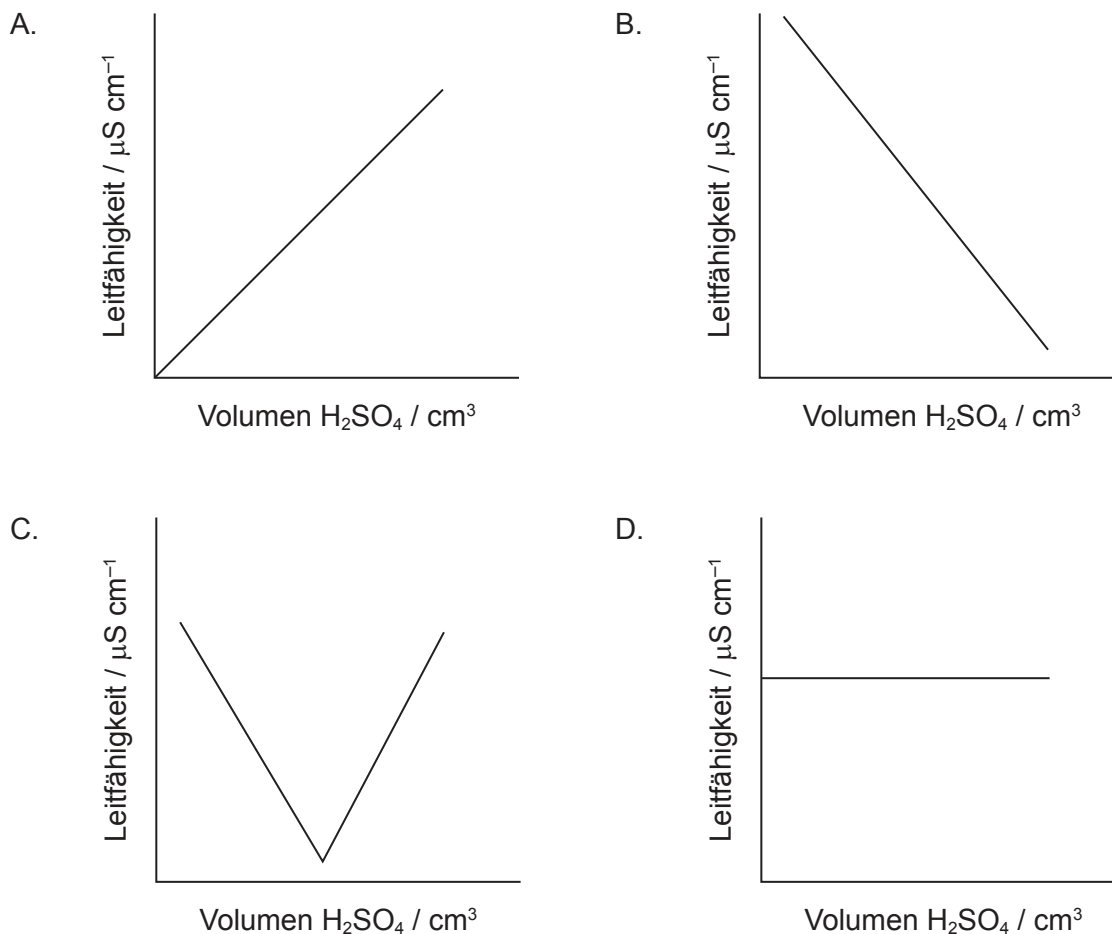 A.
Leitfähigkeit / μS cm⁻¹
Volumen H₂SO₄ / cm³
B.
Leitfähigkeit / μS cm⁻¹
Volumen H₂SO₄ / cm³
C.
Leitfähigkeit / μS cm⁻¹
Volumen H₂SO₄ / cm³
D.
Leitfähigkeit / μS cm⁻¹
Volumen H₂SO₄ / cm³